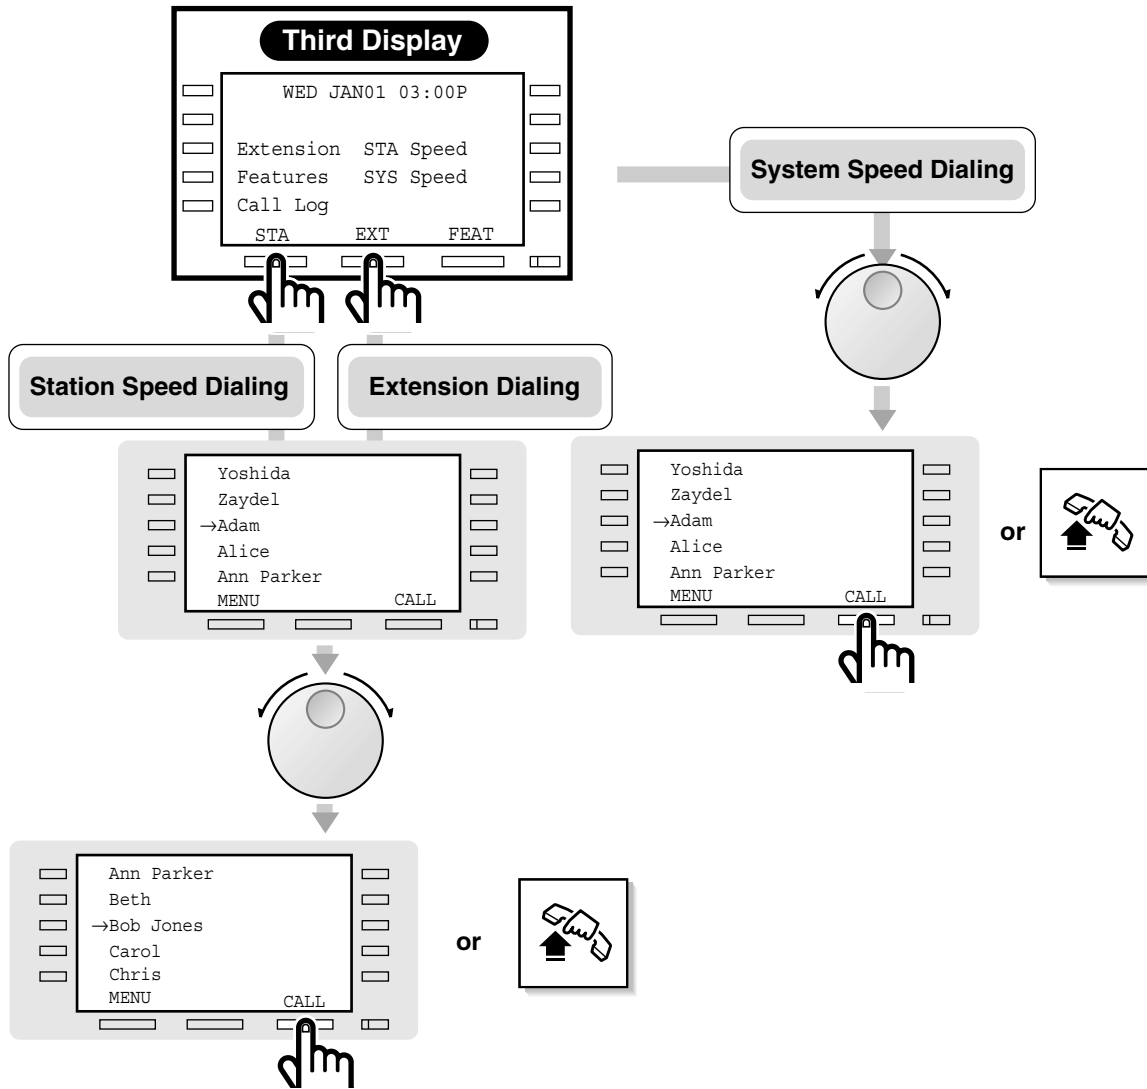 Third Display
WED JAN01 03:00P
Extension STA Speed
Features SYS Speed
Call Log
STA EXT FEAT
System Speed Dialing
Station Speed Dialing
Extension Dialing
Yoshida
Zaydel
→Adam
Alice
Ann Parker
MENU CALL
Yoshida
Zaydel
→Adam
Alice
Ann Parker
MENU CALL
or
Ann Parker
Beth
→Bob Jones
Carol
Chris
MENU CALL
or